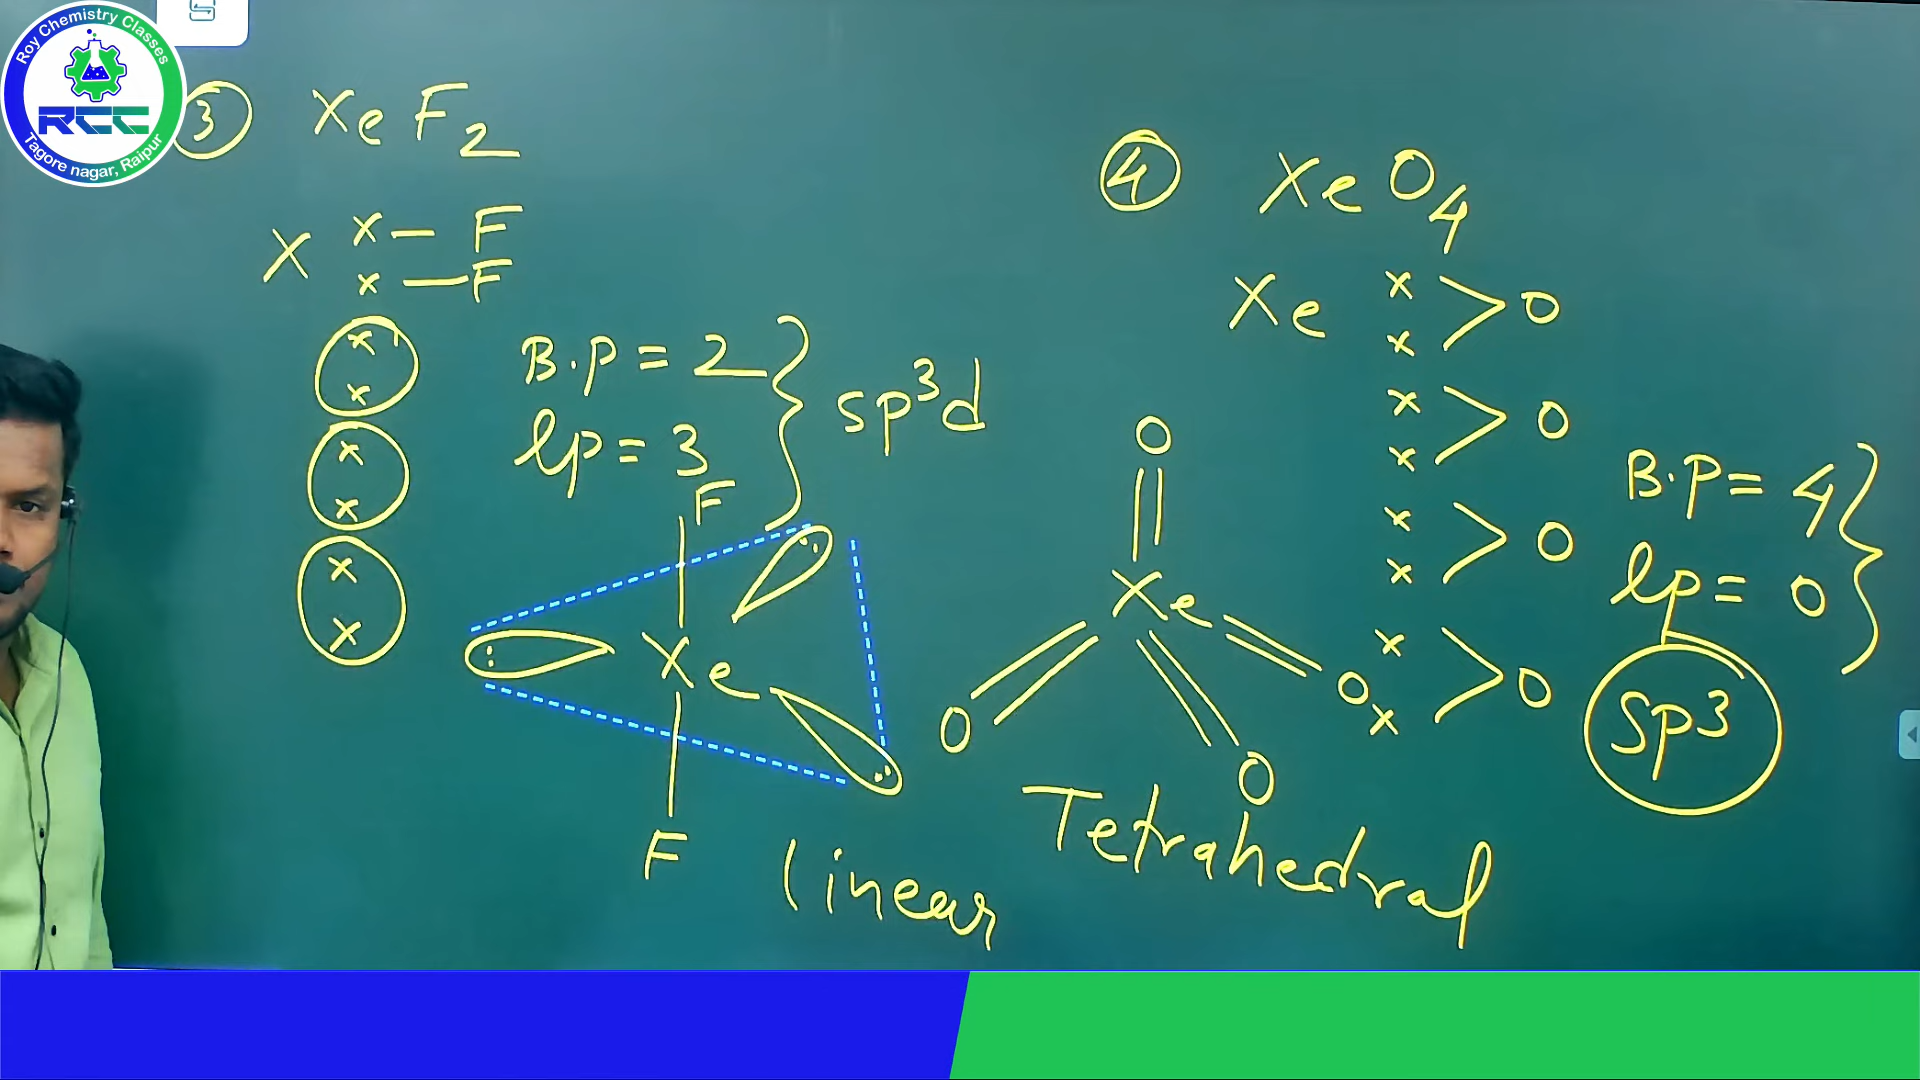 Roy Chemistry Classes
RCC
Tagore nagar, Raipur
3 XeF2
X x — F
x — F
x x
x x
x x
B.P = 2
lp = 3
sp3d
F
Xe
F
linear
4 XeO4
Xe x x > O
x x > O
x x > O
x x > O
B.P = 4
lp = 0
sp3
O
Xe
O O O
Tetrahedral